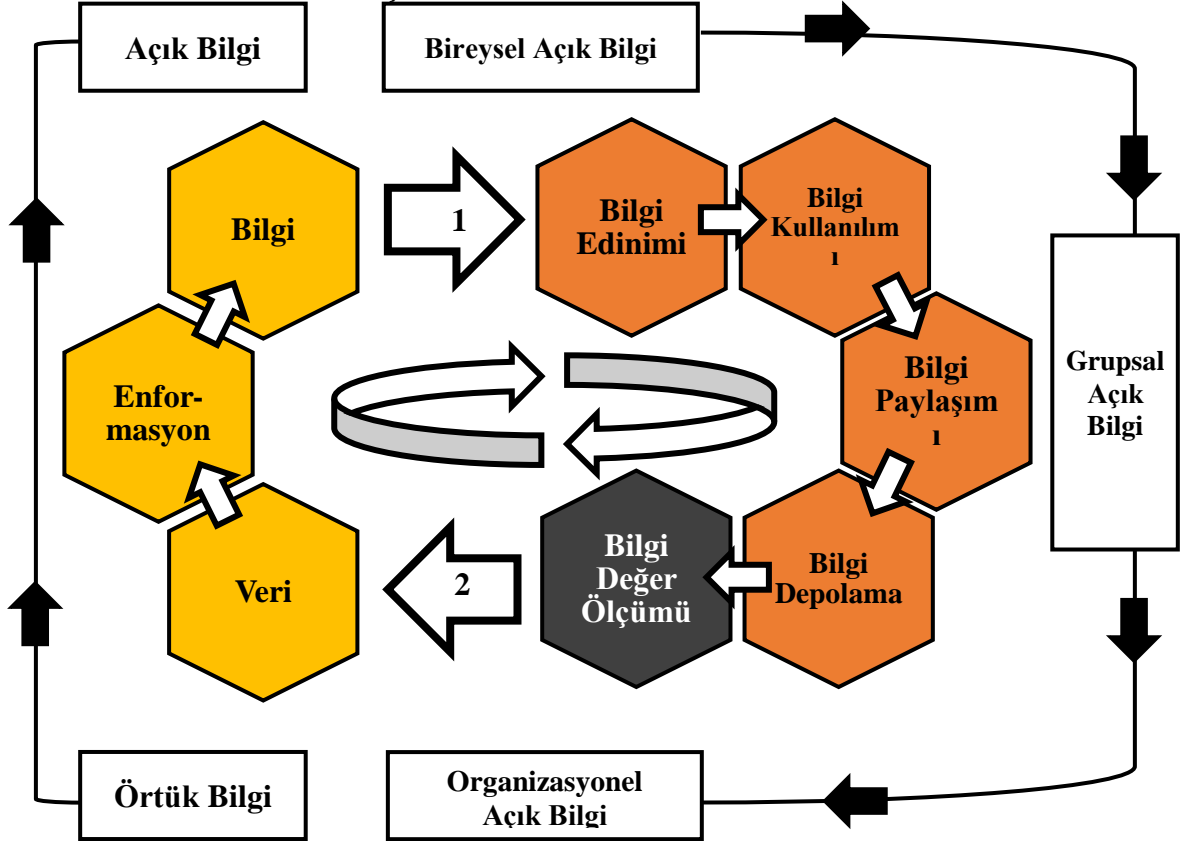 Açık Bilgi
Bireysel Açık Bilgi
Bilgi
1
Bilgi
Edinimi
Bilgi
Kullanılım
ı
Enfor-
masyon
Bilgi
Paylaşım
ı
Grupsal
Açık
Bilgi
Veri
2
Bilgi
Değer
Ölçümü
Bilgi
Depolama
Örtük Bilgi
Organizasyonel
Açık Bilgi